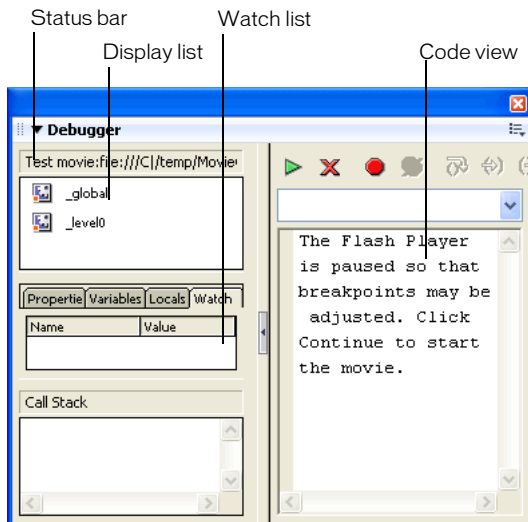 Status bar
Watch list
Display list
Code view
Debugger
Test movie:file:///C|/temp/Movie
_global
_level0
Propertie Variables Locals Watch
Name Value
Call Stack
The Flash Player
is paused so that
breakpoints may be
adjusted. Click
Continue to start
the movie.